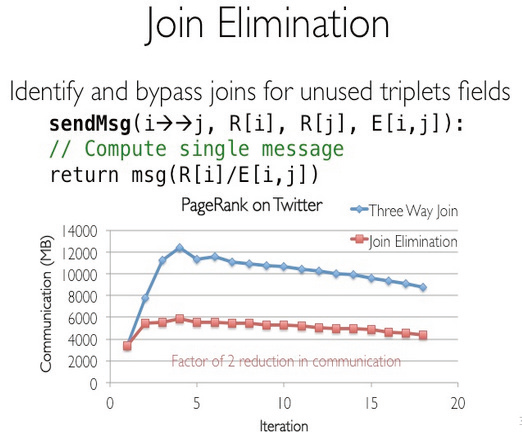 Join Elimination
Identify and bypass joins for unused triplets fields
sendMsg(i→→j, R[i], R[j], E[i,j]):
// Compute single message
return msg(R[i]/E[i,j])
PageRank on Twitter
Three Way Join
Join Elimination
Communication (MB)
14000
12000
10000
8000
6000
4000
2000
0
Factor of 2 reduction in communication
0 5 10 15 20
Iteration